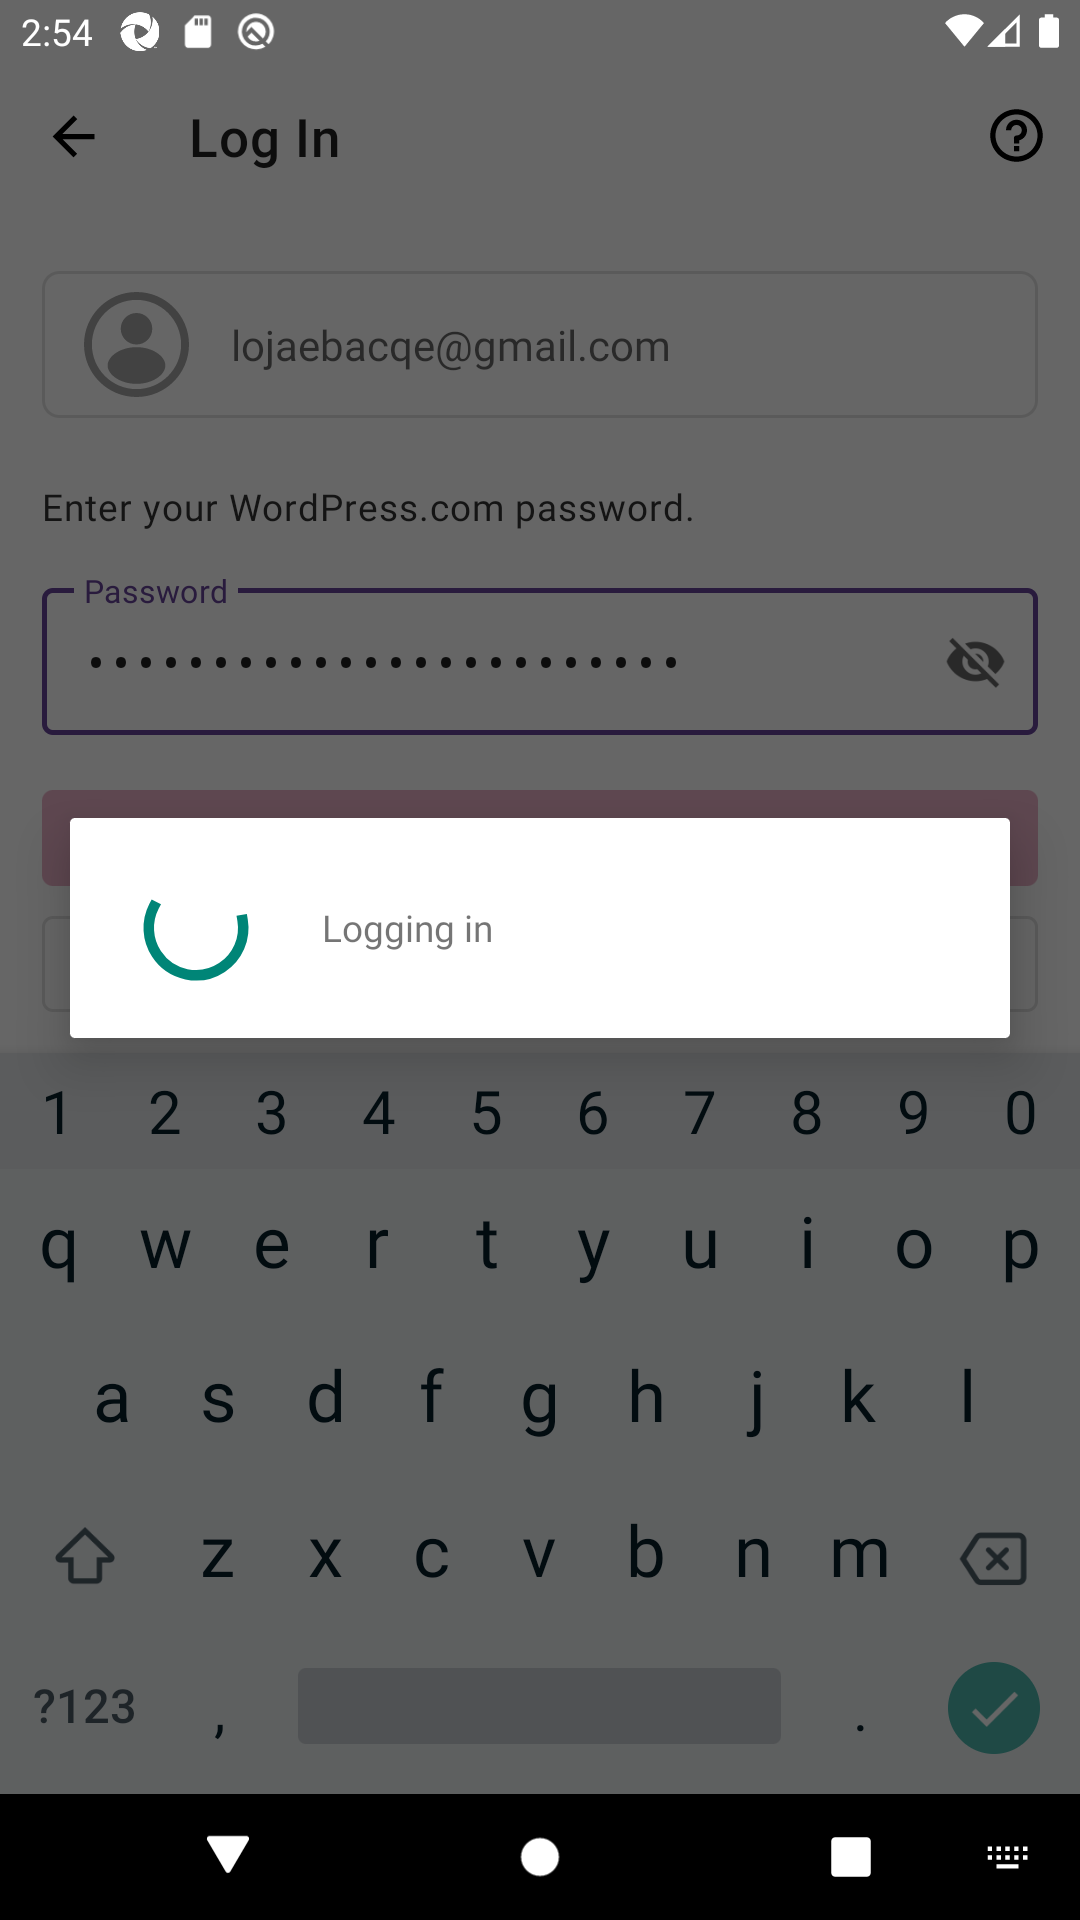 2:54
Log In
lojaebacqe@gmail.com
Enter your WordPress.com password.
Password
••••••••••••••••••••••••
Logging in
1 2 3 4 5 6 7 8 9 0
q w e r t y u i o p
a s d f g h j k l
z x c v b n m
?123 , .